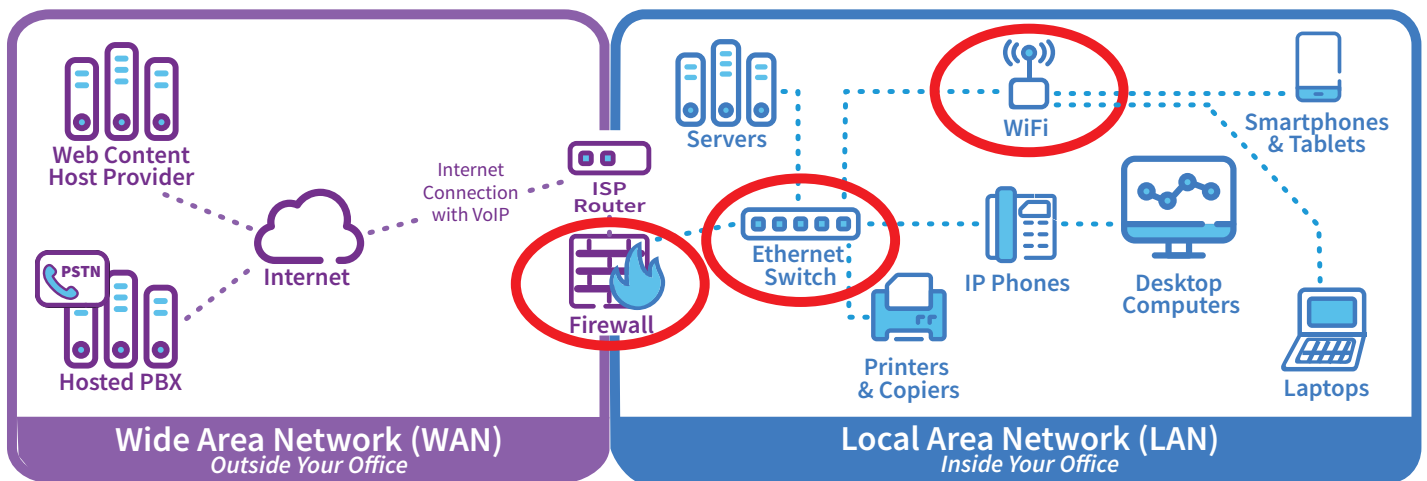 Web Content
Host Provider
PSTN
Hosted PBX
Internet
Internet
Connection
with VoIP
ISP
Router
Firewall
Servers
Ethernet
Switch
WiFi
Smartphones
& Tablets
IP Phones
Desktop
Computers
Printers
& Copiers
Laptops
Wide Area Network (WAN)
Outside Your Office
Local Area Network (LAN)
Inside Your Office